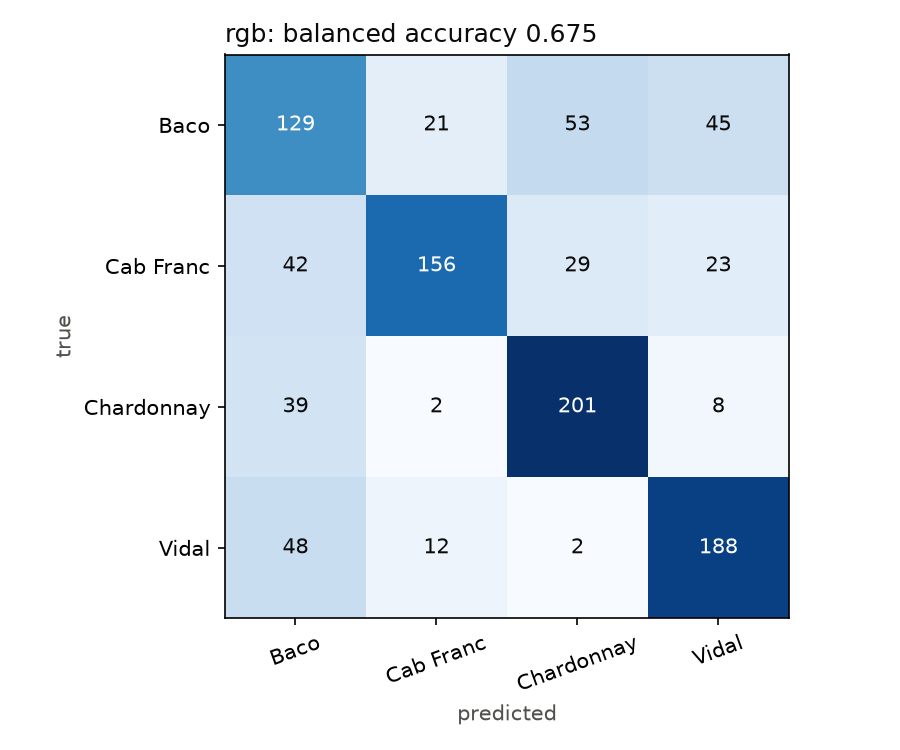 rgb: balanced accuracy 0.675
Baco 129 21 53 45
Cab Franc 42 156 29 23
true
Chardonnay 39 2 201 8
Vidal 48 12 2 188
Baco Cab Franc Chardonnay Vidal
predicted